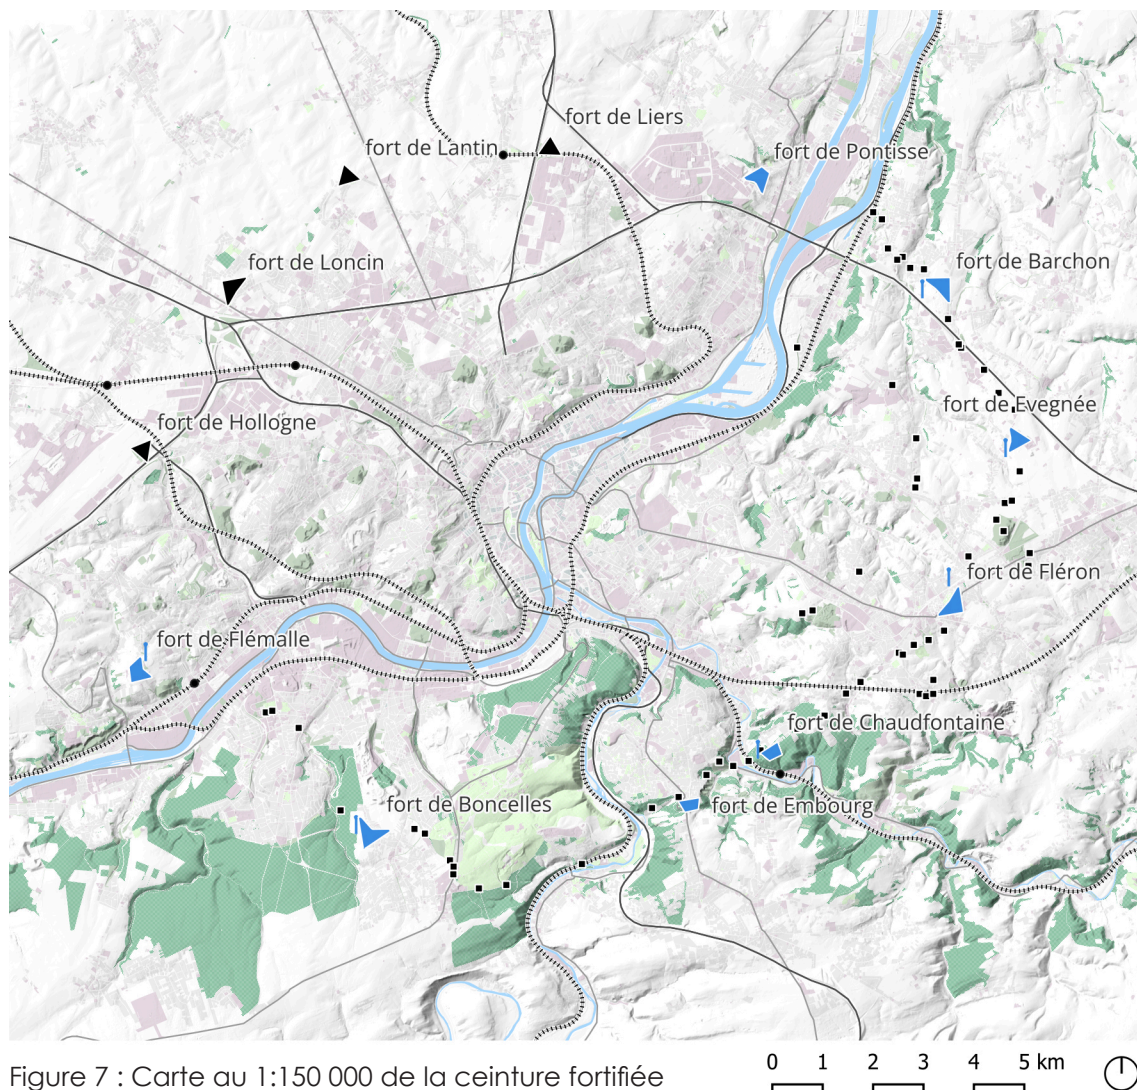 fort de Liers
fort de Lantin
fort de Pontisse
fort de Loncin
fort de Barchon
fort de Evegnée
fort de Hollogne
fort de Fléron
fort de Flémalle
fort de Chaudfontaine
fort de Boncelles
fort de Embourg
0 1 2 3 4 5 km
Figure 7 : Carte au 1:150 000 de la ceinture fortifiée